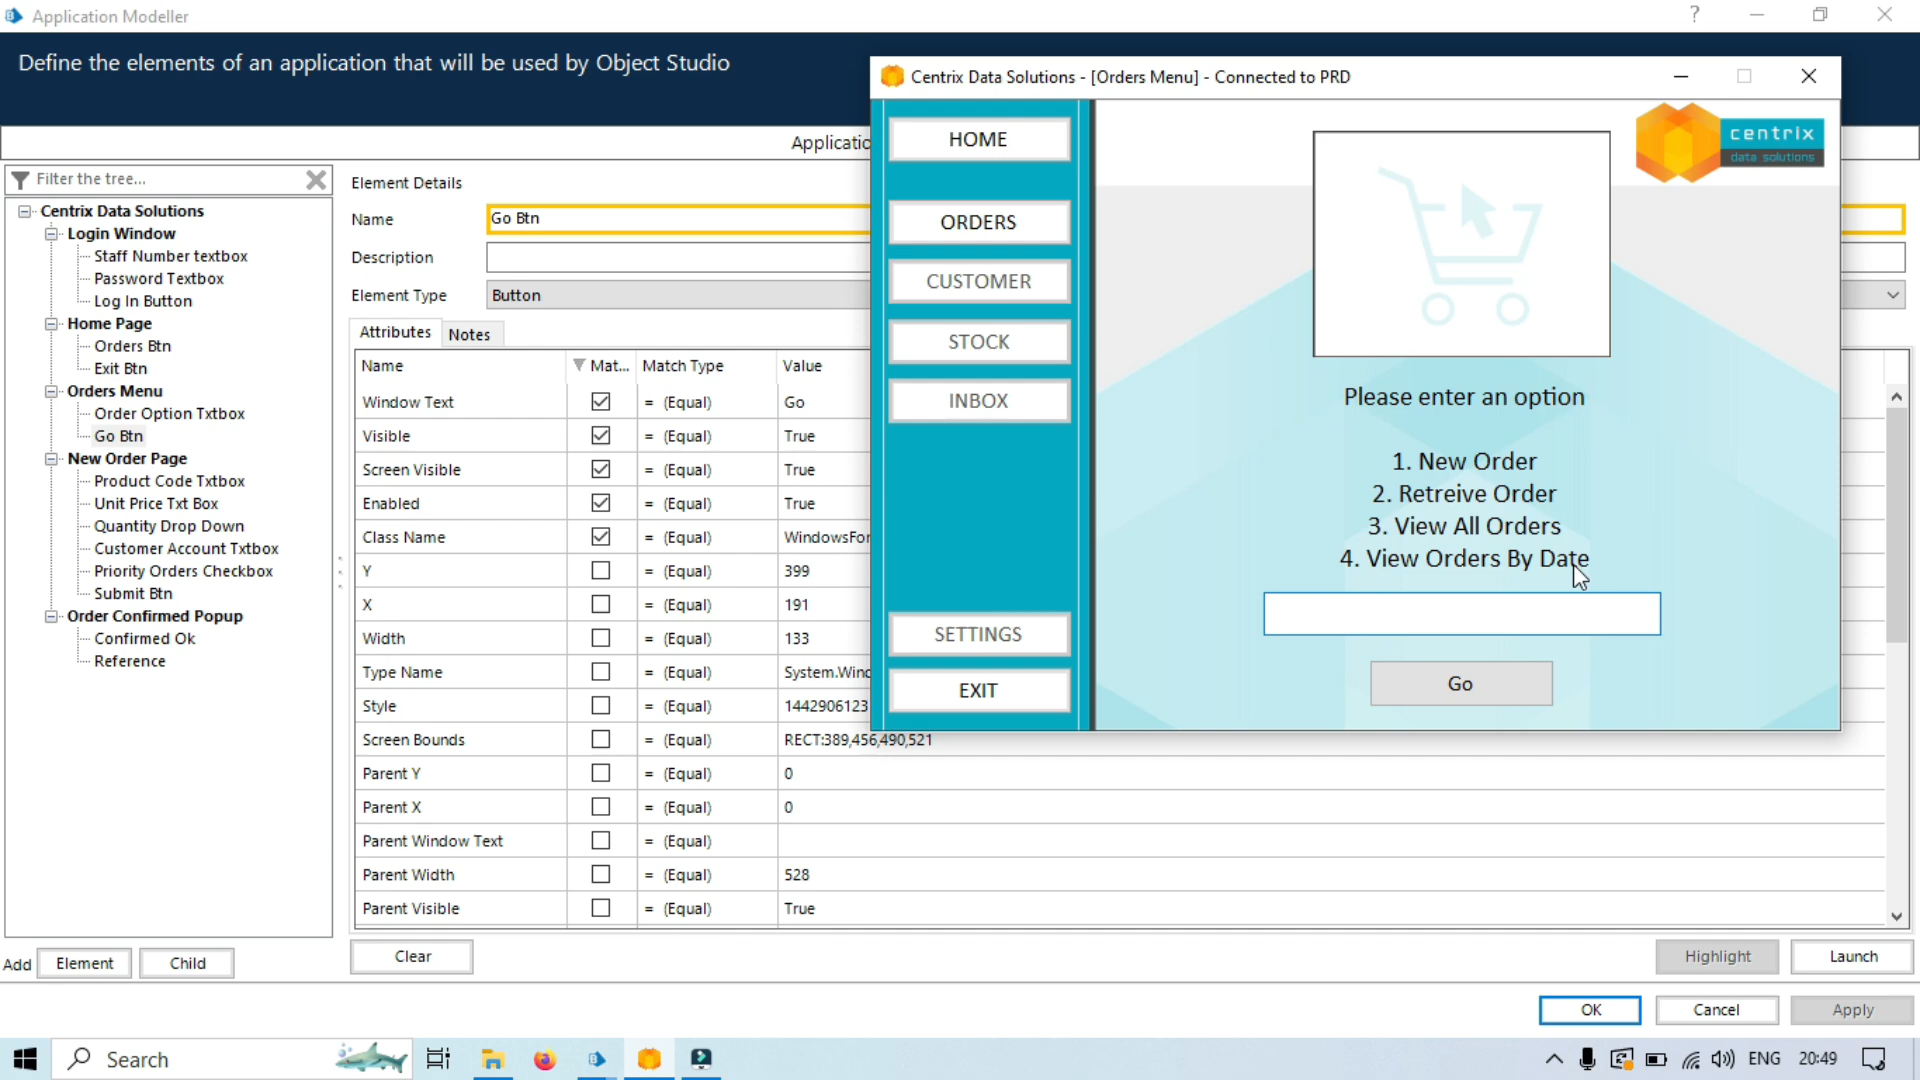 Application Modeller
?
Define the elements of an application that will be used by Object Studio
Applicatio
Filter the tree...
Centrix Data Solutions
Login Window
Staff Number textbox
Password Textbox
Log In Button
Home Page
Orders Btn
Exit Btn
Orders Menu
Order Option Txtbox
Go Btn
New Order Page
Product Code Txtbox
Unit Price Txt Box
Quantity Drop Down
Customer Account Txtbox
Priority Orders Checkbox
Submit Btn
Order Confirmed Popup
Confirmed Ok
Reference
Add Element Child
Element Details
Name Go Btn
Description
Element Type Button
Attributes Notes
Name Mat... Match Type Value
Window Text = (Equal) Go
Visible = (Equal) True
Screen Visible = (Equal) True
Enabled = (Equal) True
Class Name = (Equal) WindowsFor
Y = (Equal) 399
X = (Equal) 191
Width = (Equal) 133
Type Name = (Equal) System.Winc
Style = (Equal) 1442906123
Screen Bounds = (Equal) RECT:389,456,490,521
Parent Y = (Equal) 0
Parent X = (Equal) 0
Parent Window Text = (Equal)
Parent Width = (Equal) 528
Parent Visible = (Equal) True
Clear
Highlight Launch
OK Cancel Apply
Centrix Data Solutions - [Orders Menu] - Connected to PRD
HOME
ORDERS
CUSTOMER
STOCK
INBOX
SETTINGS
EXIT
centrix
data solutions
Please enter an option
1. New Order
2. Retreive Order
3. View All Orders
4. View Orders By Date
Go
Search
ENG 20:49